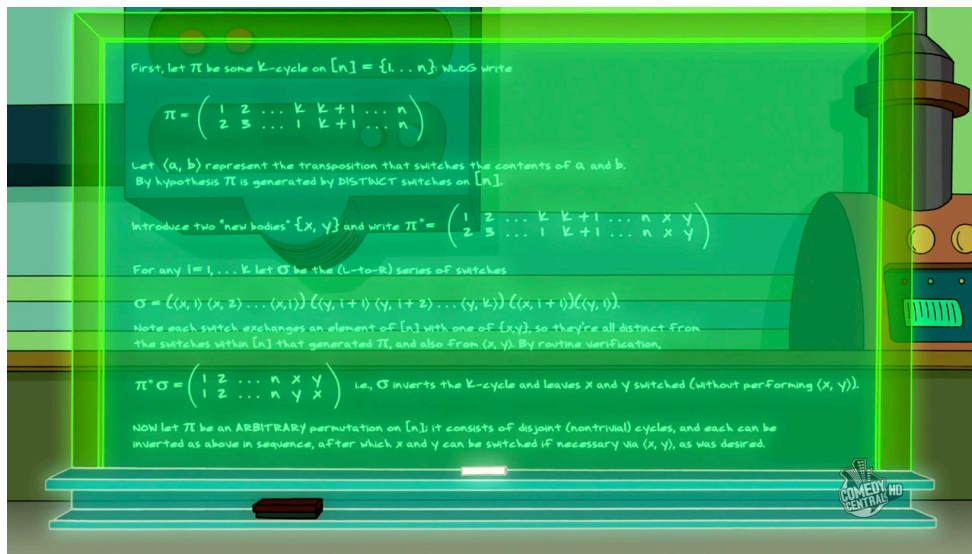 First, let π be some k-cycle on [n] = {1. . . n}. WLOG write
π = ( 1 2 ... k k+1 ... n
2 3 ... 1 k+1 ... n )
Let ⟨a, b⟩ represent the transposition that switches the contents of a and b.
By hypothesis π is generated by DISTINCT switches on [n].
Introduce two "new bodies" {x, y} and write π* = ( 1 2 ... k k+1 ... n x y
2 3 ... 1 k+1 ... n x y )
For any i=1, ... k let σ be the (L-to-R) series of switches
σ = (⟨x, 1⟩ ⟨x, 2⟩ ... ⟨x, i⟩) (⟨y, i+1⟩ ⟨y, i+2⟩ ... ⟨y, k⟩) (⟨x, i+1⟩)(⟨y, 1⟩).
Note each switch exchanges an element of [n] with one of {x,y}, so they're all distinct from
the switches within [n] that generated π, and also from ⟨x, y⟩. By routine verification,
π* σ = ( 1 2 ... n x y
1 2 ... n y x ) i.e., σ inverts the k-cycle and leaves x and y switched (without performing ⟨x, y⟩).
NOW let π be an ARBITRARY permutation on [n]; it consists of disjoint (nontrivial) cycles, and each can be
inverted as above in sequence, after which x and y can be switched if necessary via ⟨x, y⟩, as was desired.
COMEDY
CENTRAL HD